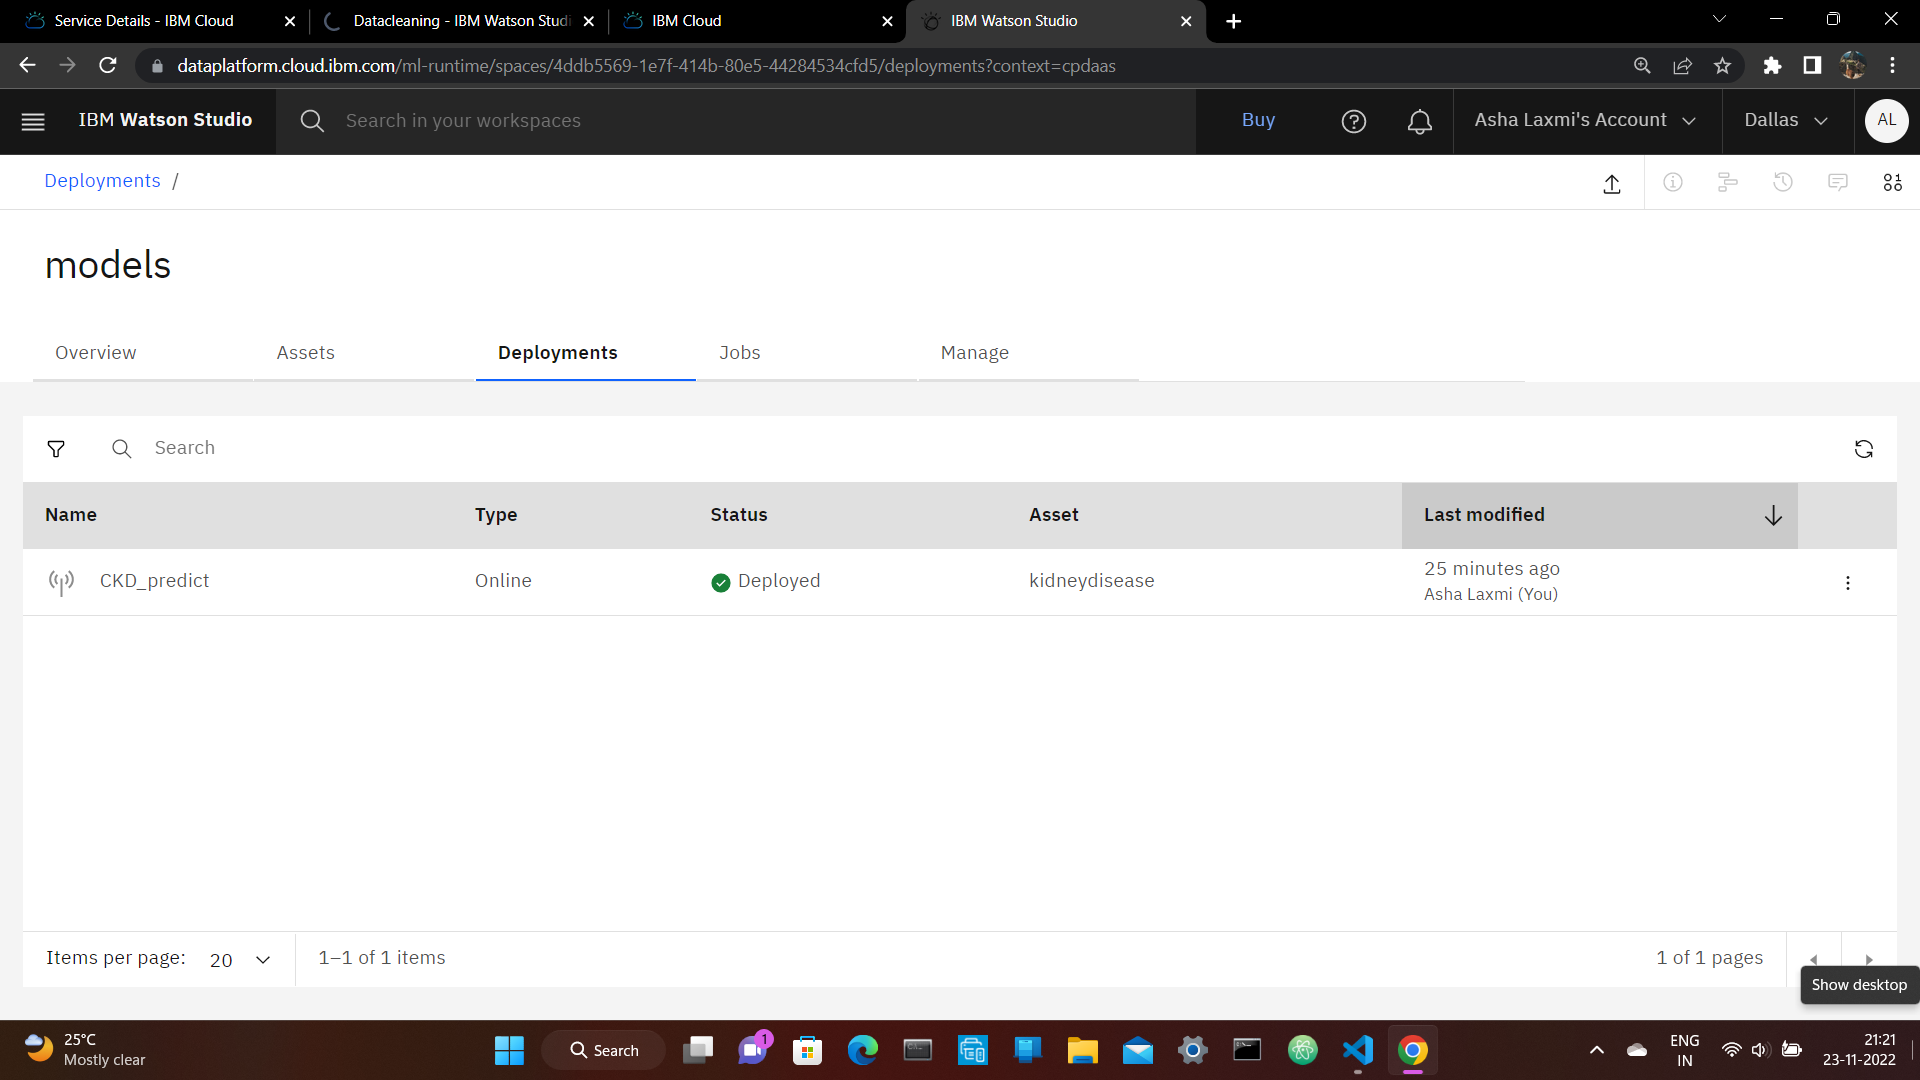 Service Details - IBM Cloud
Datacleaning - IBM Watson Studi
IBM Cloud
IBM Watson Studio
dataplatform.cloud.ibm.com/ml-runtime/spaces/4ddb5569-1e7f-414b-80e5-44284534cfd5/deployments?context=cpdaas
IBM Watson Studio
Search in your workspaces
Buy
Asha Laxmi's Account
Dallas
AL
Deployments /
models
Overview
Assets
Deployments
Jobs
Manage
Search
Name Type Status Asset Last modified
CKD_predict Online Deployed kidneydisease 25 minutes ago
Asha Laxmi (You)
Items per page: 20
1–1 of 1 items
1 of 1 pages
Show desktop
25°C
Mostly clear
Search
1
ENG
IN
21:21
23-11-2022